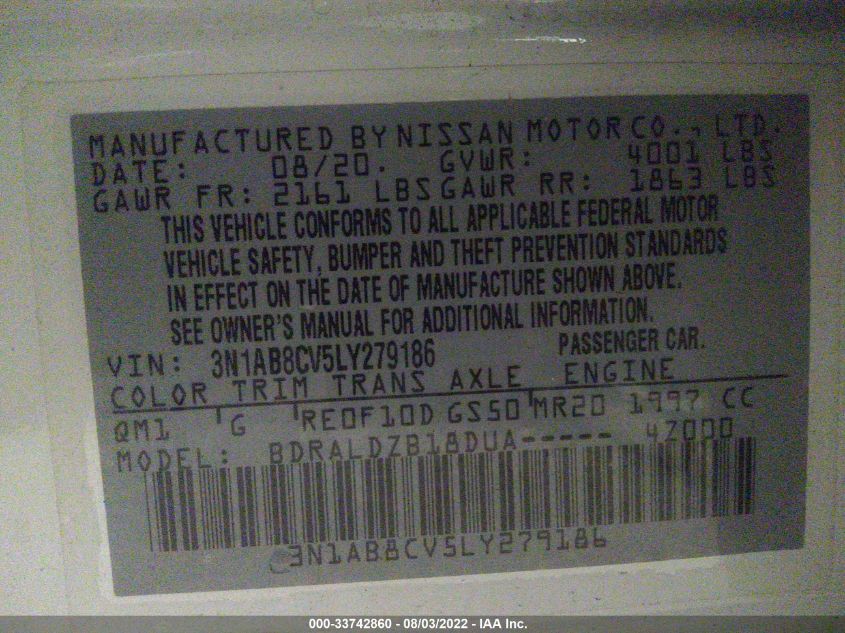 MANUFACTURED BY NISSAN MOTOR CO., LTD.
DATE: 08/20. GVWR: 4001 LBS
GAWR FR: 2161 LBS GAWR RR: 1863 LBS
THIS VEHICLE CONFORMS TO ALL APPLICABLE FEDERAL MOTOR
VEHICLE SAFETY, BUMPER AND THEFT PREVENTION STANDARDS
IN EFFECT ON THE DATE OF MANUFACTURE SHOWN ABOVE.
SEE OWNER'S MANUAL FOR ADDITIONAL INFORMATION.
VIN: 3N1AB8CV5LY279186 PASSENGER CAR.
COLOR TRIM TRANS AXLE ENGINE
QM1 G RE0F10D GS50 MR20 1997 CC
MODEL: BDRALDZB18DUA----- 4Z000
3N1AB8CV5LY279186
000-33742860 - 08/03/2022 - IAA Inc.